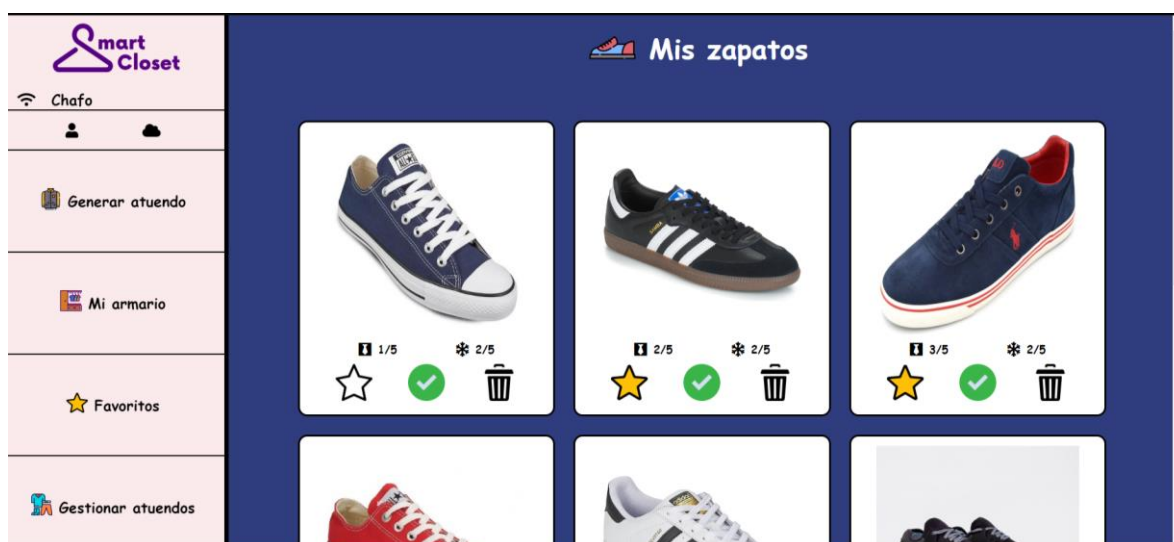 Smart
Closet
Chafo
Generar atuendo
Mi armario
Favoritos
Gestionar atuendos
Mis zapatos
1/5 2/5
2/5 2/5
3/5 2/5